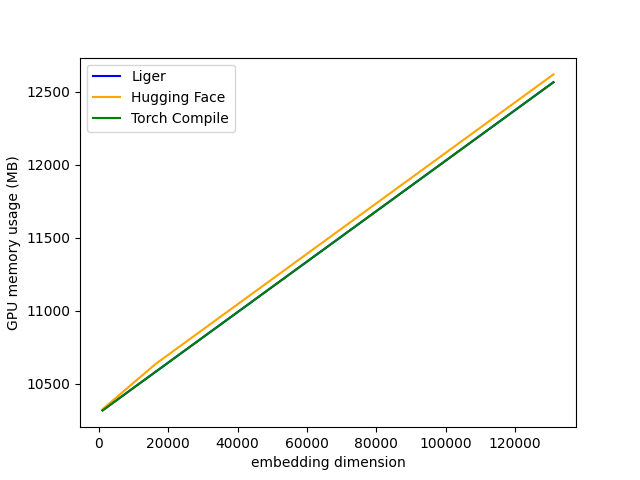 Liger
Hugging Face
Torch Compile
GPU memory usage (MB)
12500
12000
11500
11000
10500
0 20000 40000 60000 80000 100000 120000
embedding dimension